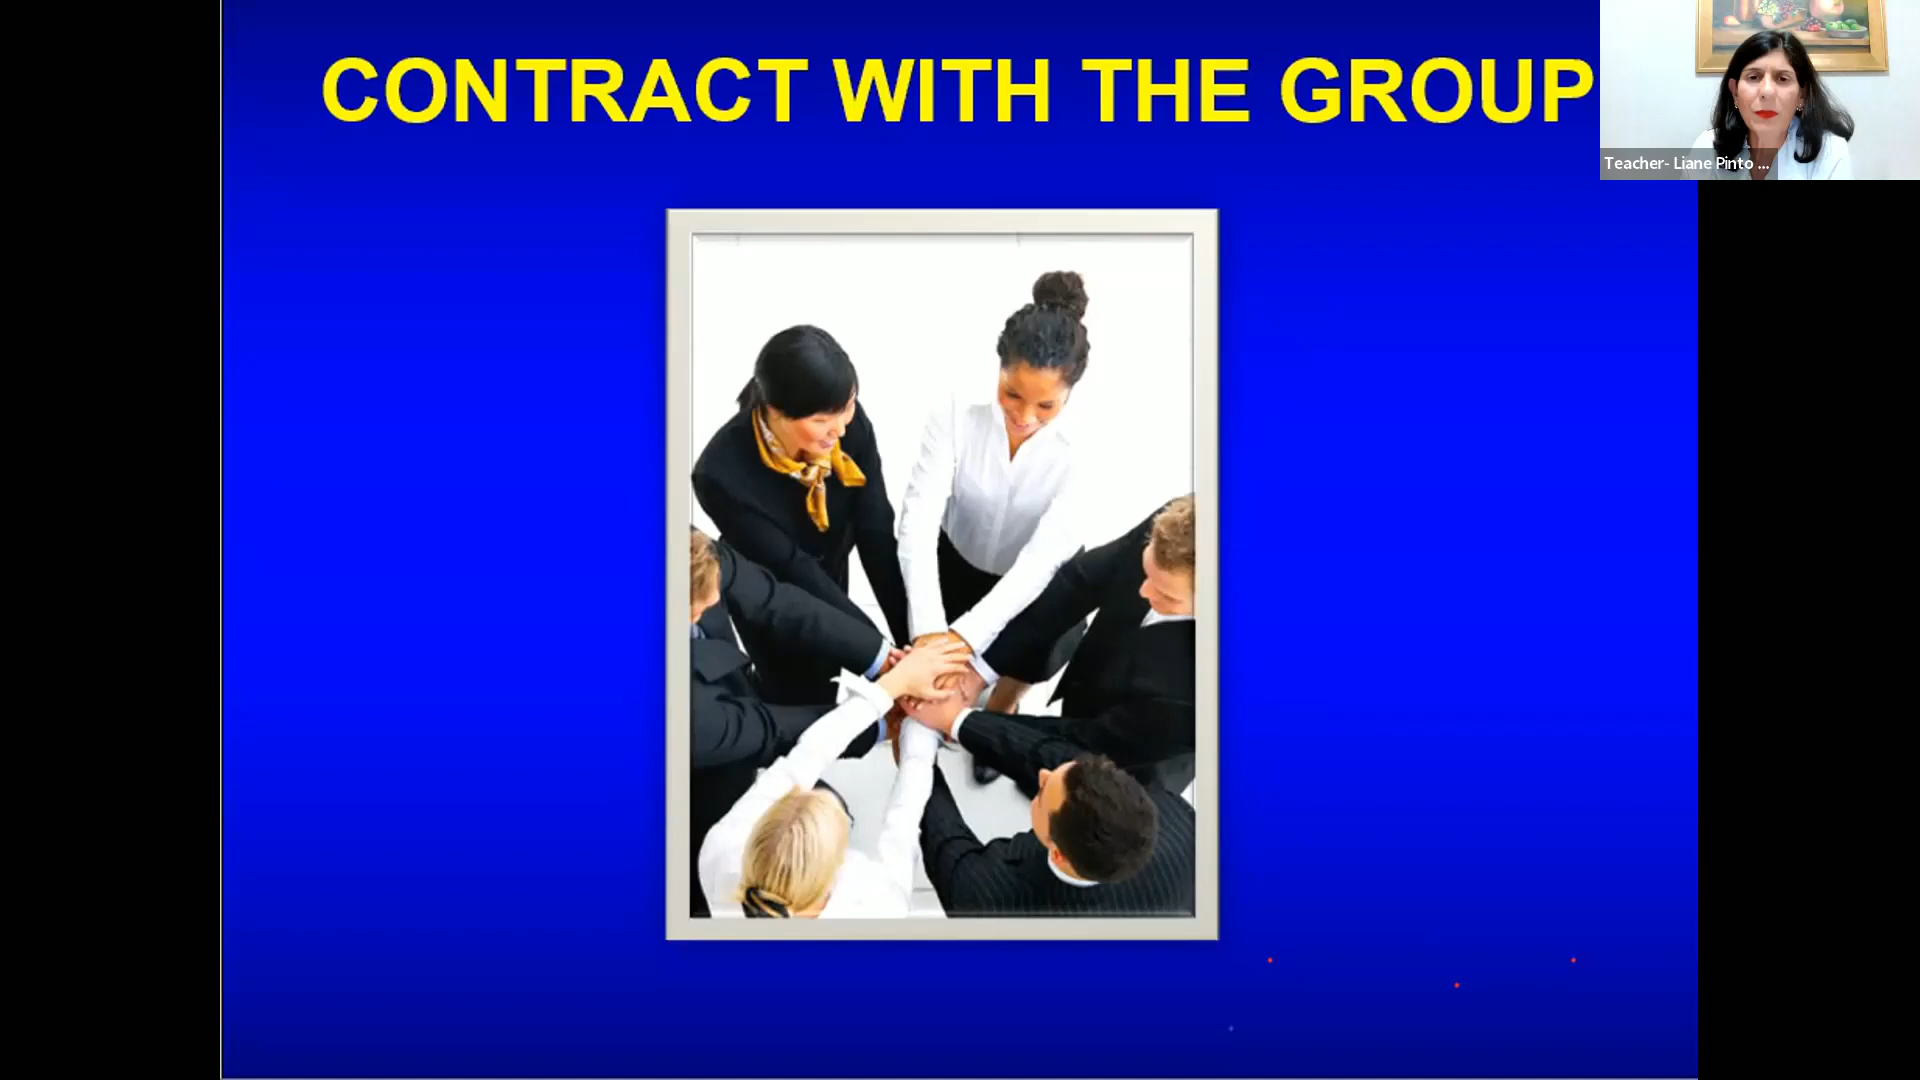 CONTRACT WITH THE GROUP
Teacher- Liane Pinto ...